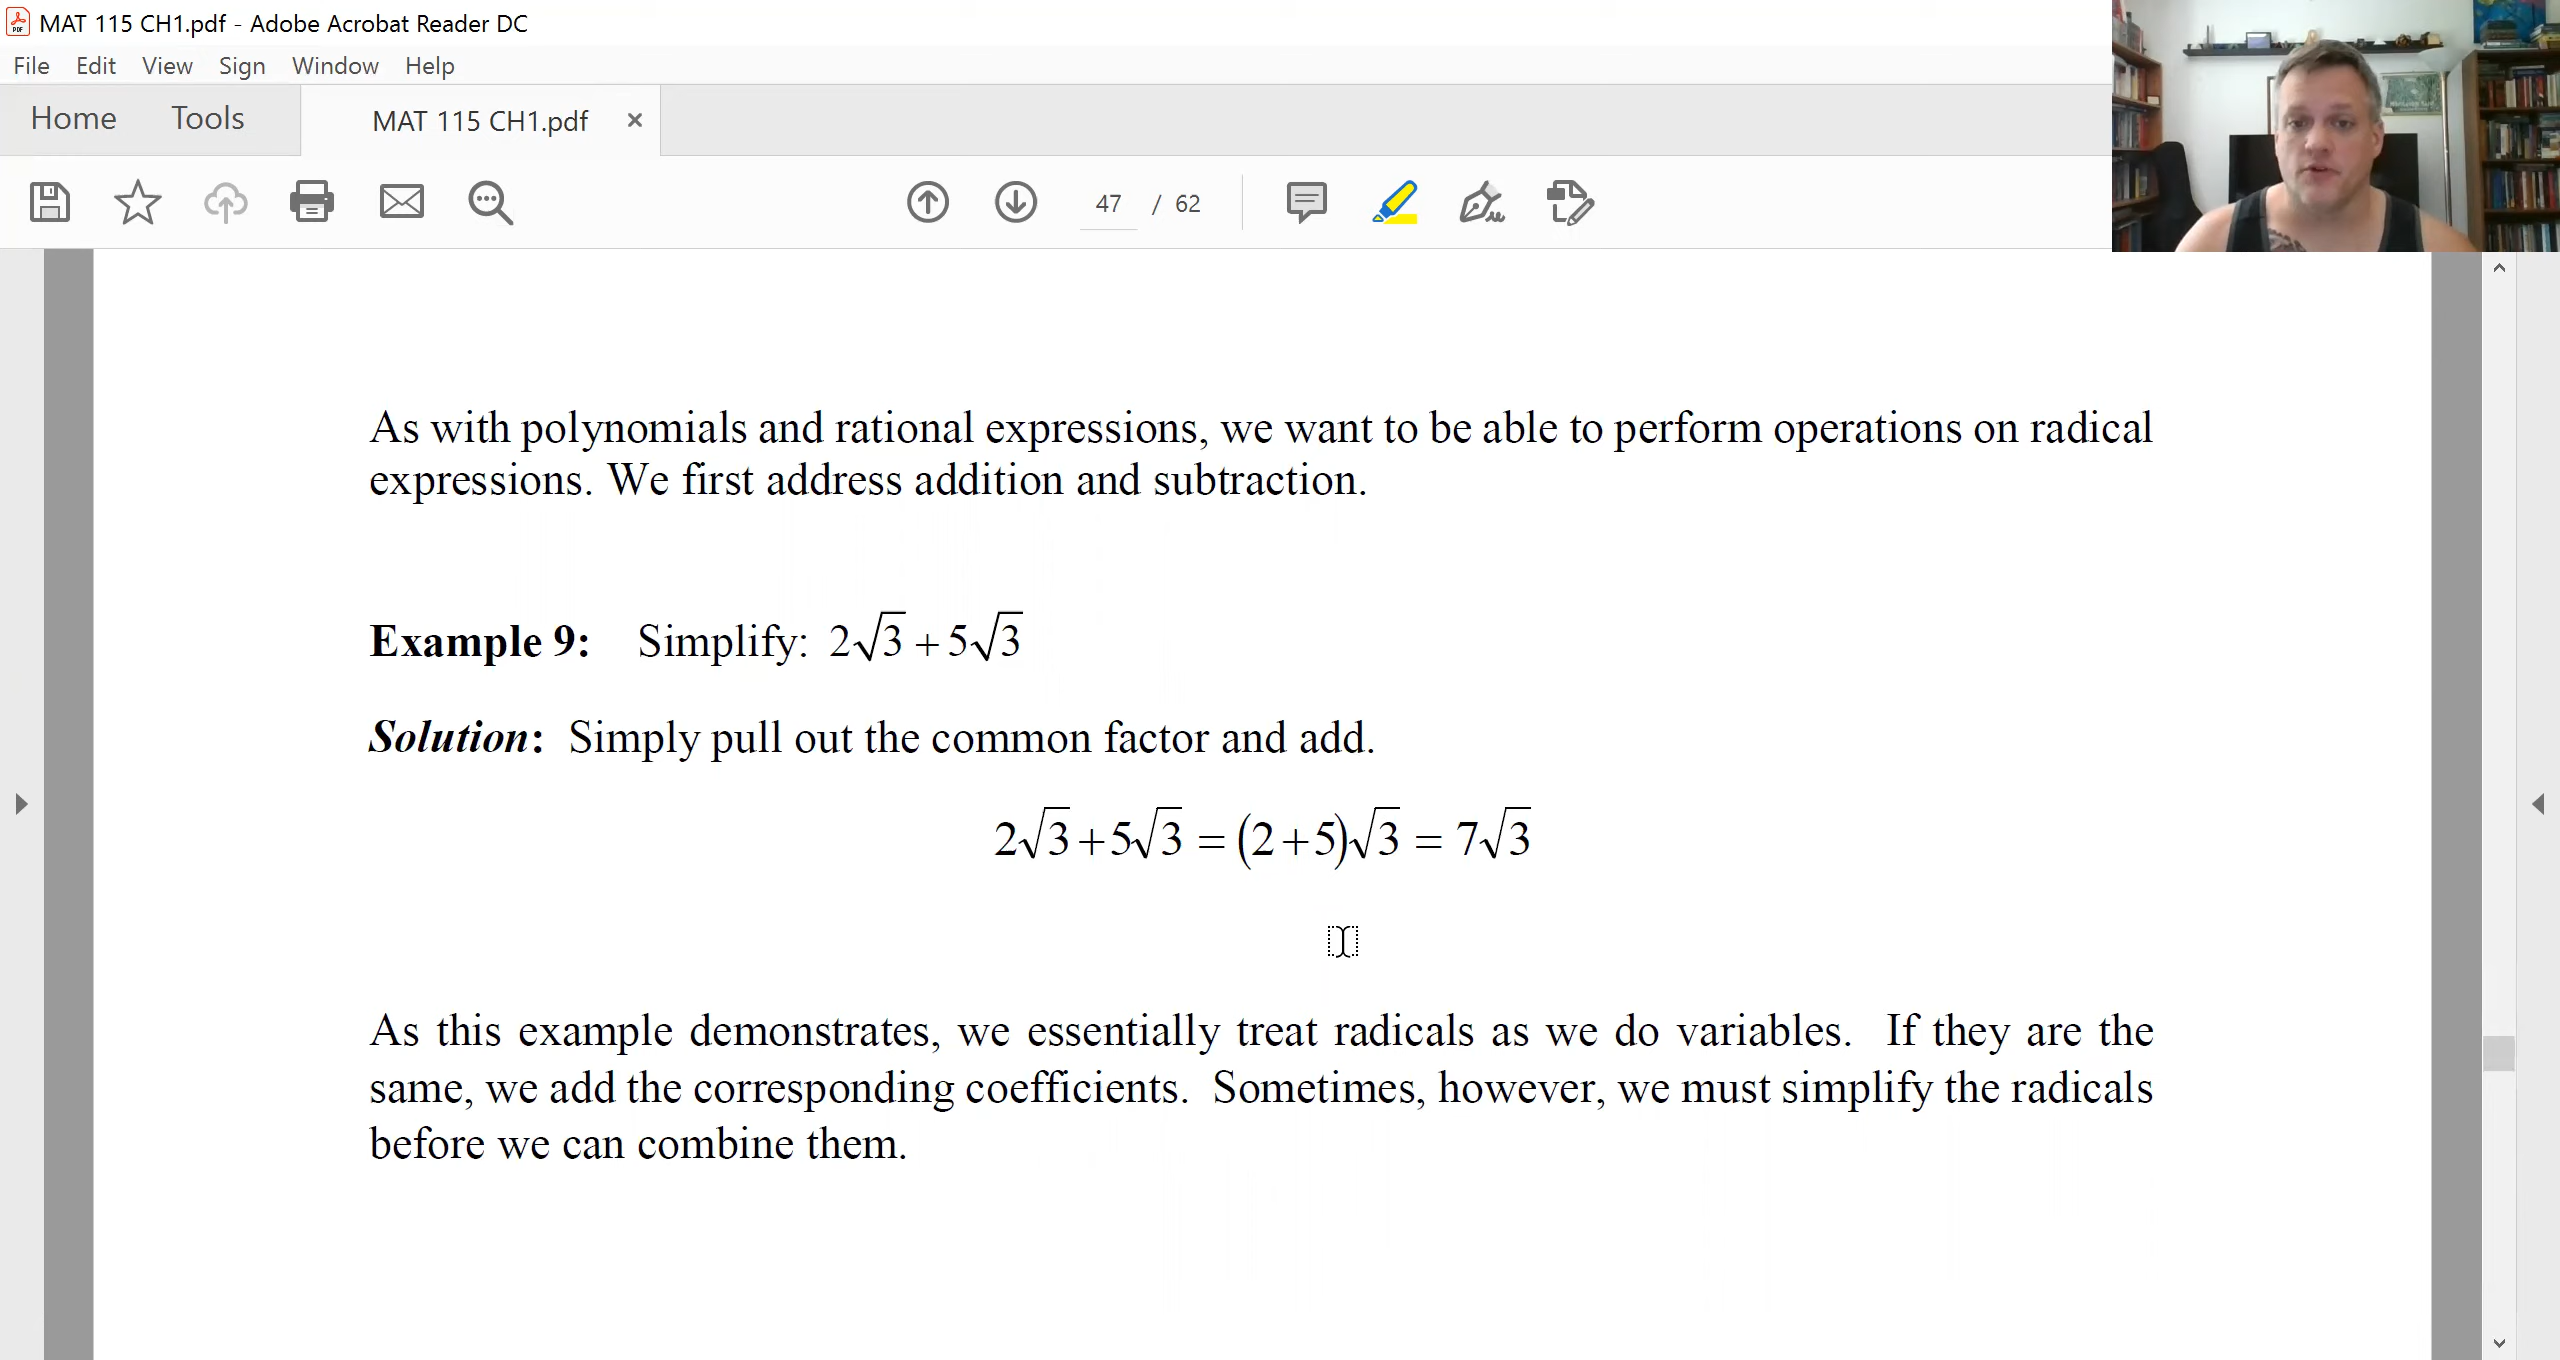 MAT 115 CH1.pdf - Adobe Acrobat Reader DC
File Edit View Sign Window Help
Home Tools MAT 115 CH1.pdf ×
47 / 62
As with polynomials and rational expressions, we want to be able to perform operations on radical
expressions. We first address addition and subtraction.
Example 9: Simplify: 2√3 + 5√3
Solution: Simply pull out the common factor and add.
2√3 + 5√3 = (2 + 5)√3 = 7√3
As this example demonstrates, we essentially treat radicals as we do variables. If they are the
same, we add the corresponding coefficients. Sometimes, however, we must simplify the radicals
before we can combine them.